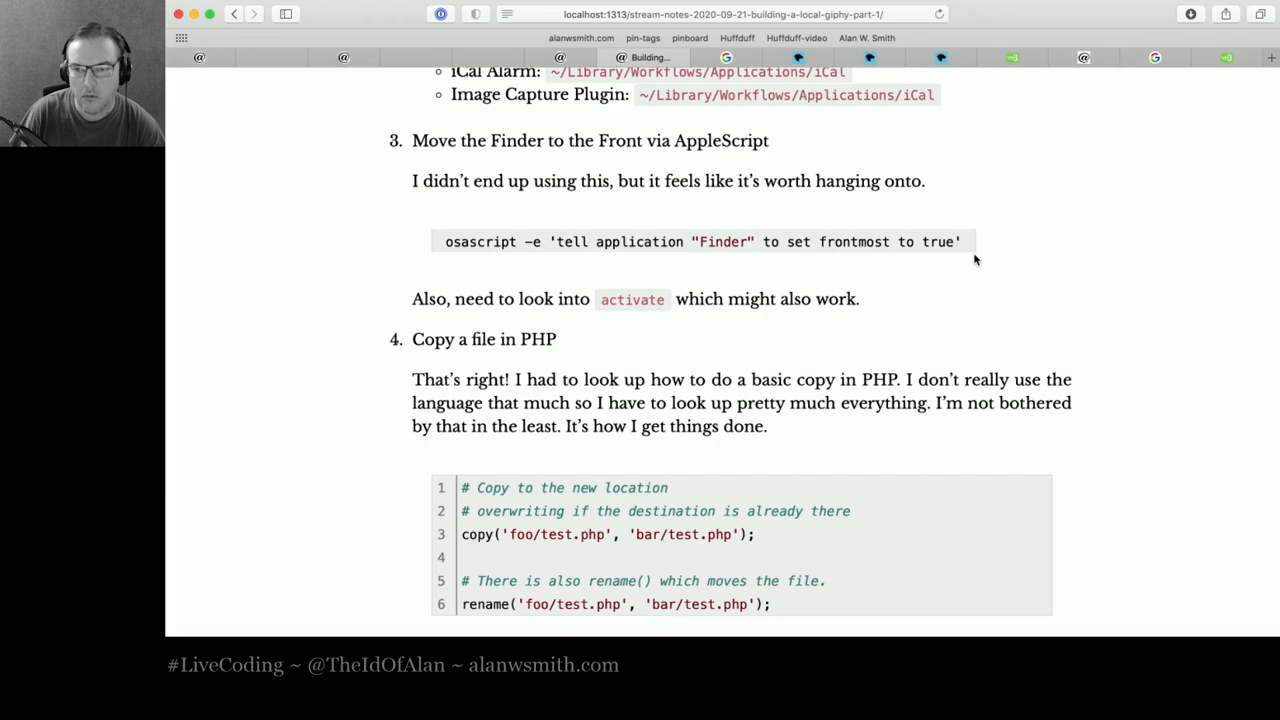 localhost:1313/stream-notes-2020-09-21-building-a-local-giphy-part-1/
alanwsmith.com pin-tags pinboard Huffduff Huffduff-video Alan W. Smith
Building...
iCal Alarm: ~/Library/Workflows/Applications/iCal
Image Capture Plugin: ~/Library/Workflows/Applications/iCal
3. Move the Finder to the Front via AppleScript
I didn’t end up using this, but it feels like it’s worth hanging onto.
osascript -e 'tell application "Finder" to set frontmost to true'
Also, need to look into activate which might also work.
4. Copy a file in PHP
That’s right! I had to look up how to do a basic copy in PHP. I don’t really use the
language that much so I have to look up pretty much everything. I’m not bothered
by that in the least. It’s how I get things done.
1 # Copy to the new location
2 # overwriting if the destination is already there
3 copy('foo/test.php', 'bar/test.php');
4
5 # There is also rename() which moves the file.
6 rename('foo/test.php', 'bar/test.php');
#LiveCoding ~ @TheIdOfAlan ~ alanwsmith.com